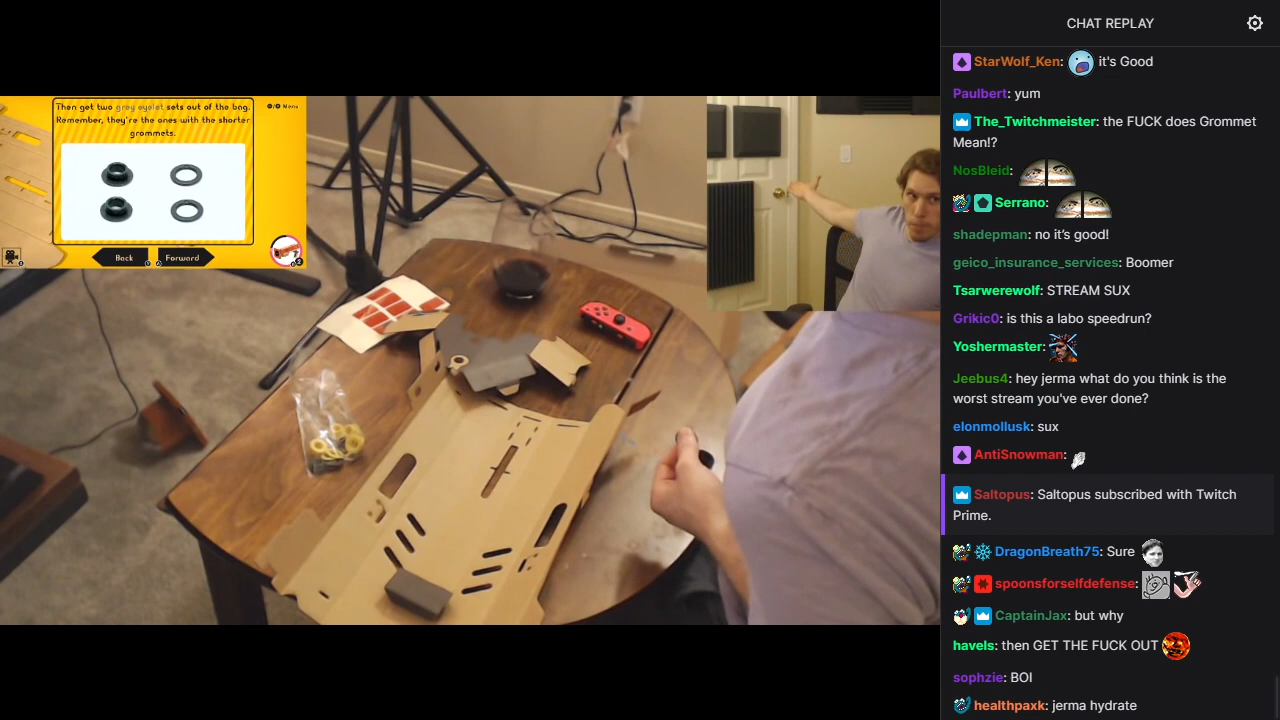 Then get two grey eyelet sets out of the bag.
Remember, they're the ones with the shorter
grommets.
Menu
Back
Forward
CHAT REPLAY
StarWolf_Ken: it's Good
Paulbert: yum
The_Twitchmeister: the FUCK does Grommet
Mean!?
NosBleid:
Serrano:
shadepman: no it's good!
geico_insurance_services: Boomer
Tsarwerewolf: STREAM SUX
Grikic0: is this a labo speedrun?
Yoshermaster:
Jeebus4: hey jerma what do you think is the
worst stream you've ever done?
elonmollusk: sux
AntiSnowman:
Saltopus: Saltopus subscribed with Twitch
Prime.
DragonBreath75: Sure
spoonsforselfdefense:
CaptainJax: but why
havels: then GET THE FUCK OUT
sophzie: BOI
healthpaxk: jerma hydrate